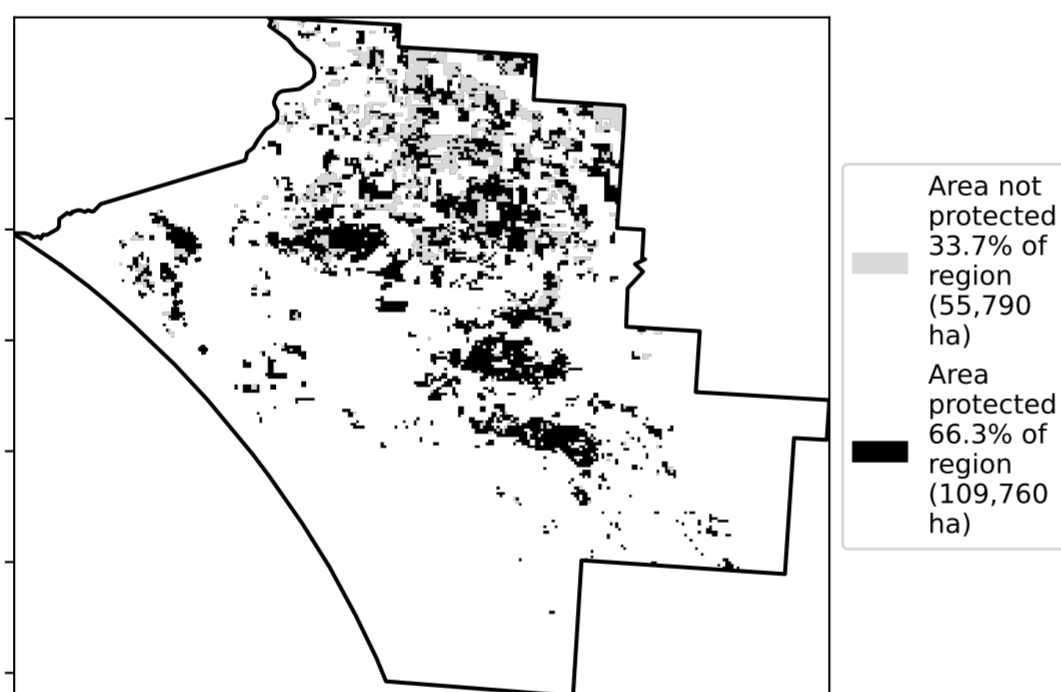 Area not
protected
33.7% of
region
(55,790
ha)
Area
protected
66.3% of
region
(109,760
ha)